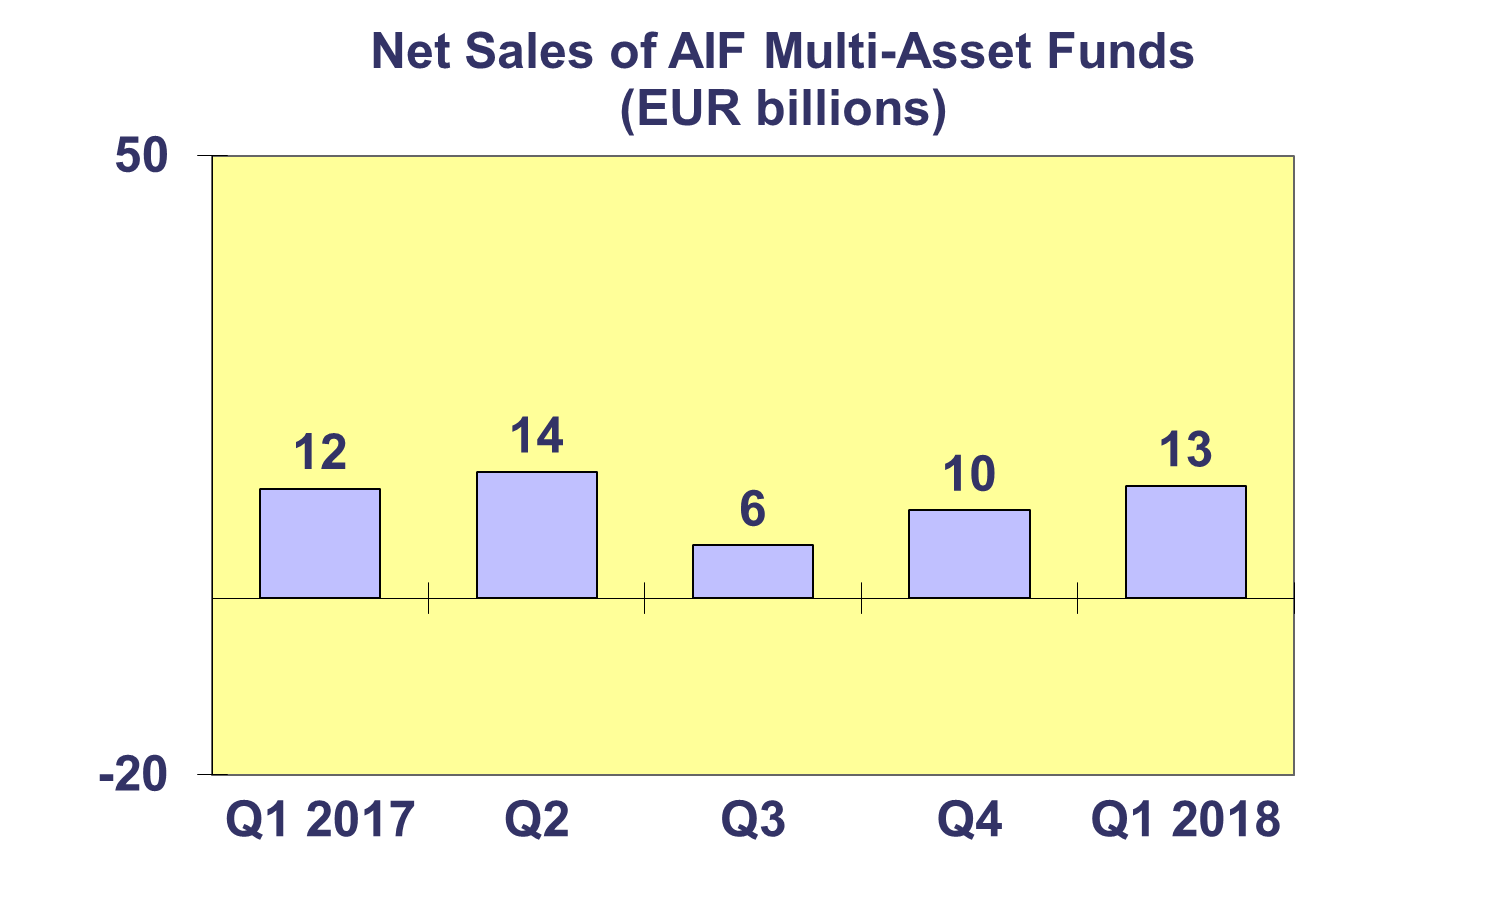 Net Sales of AIF Multi-Asset Funds
(EUR billions)
50
12
14
6
10
13
-20
Q1 2017
Q2
Q3
Q4
Q1 2018